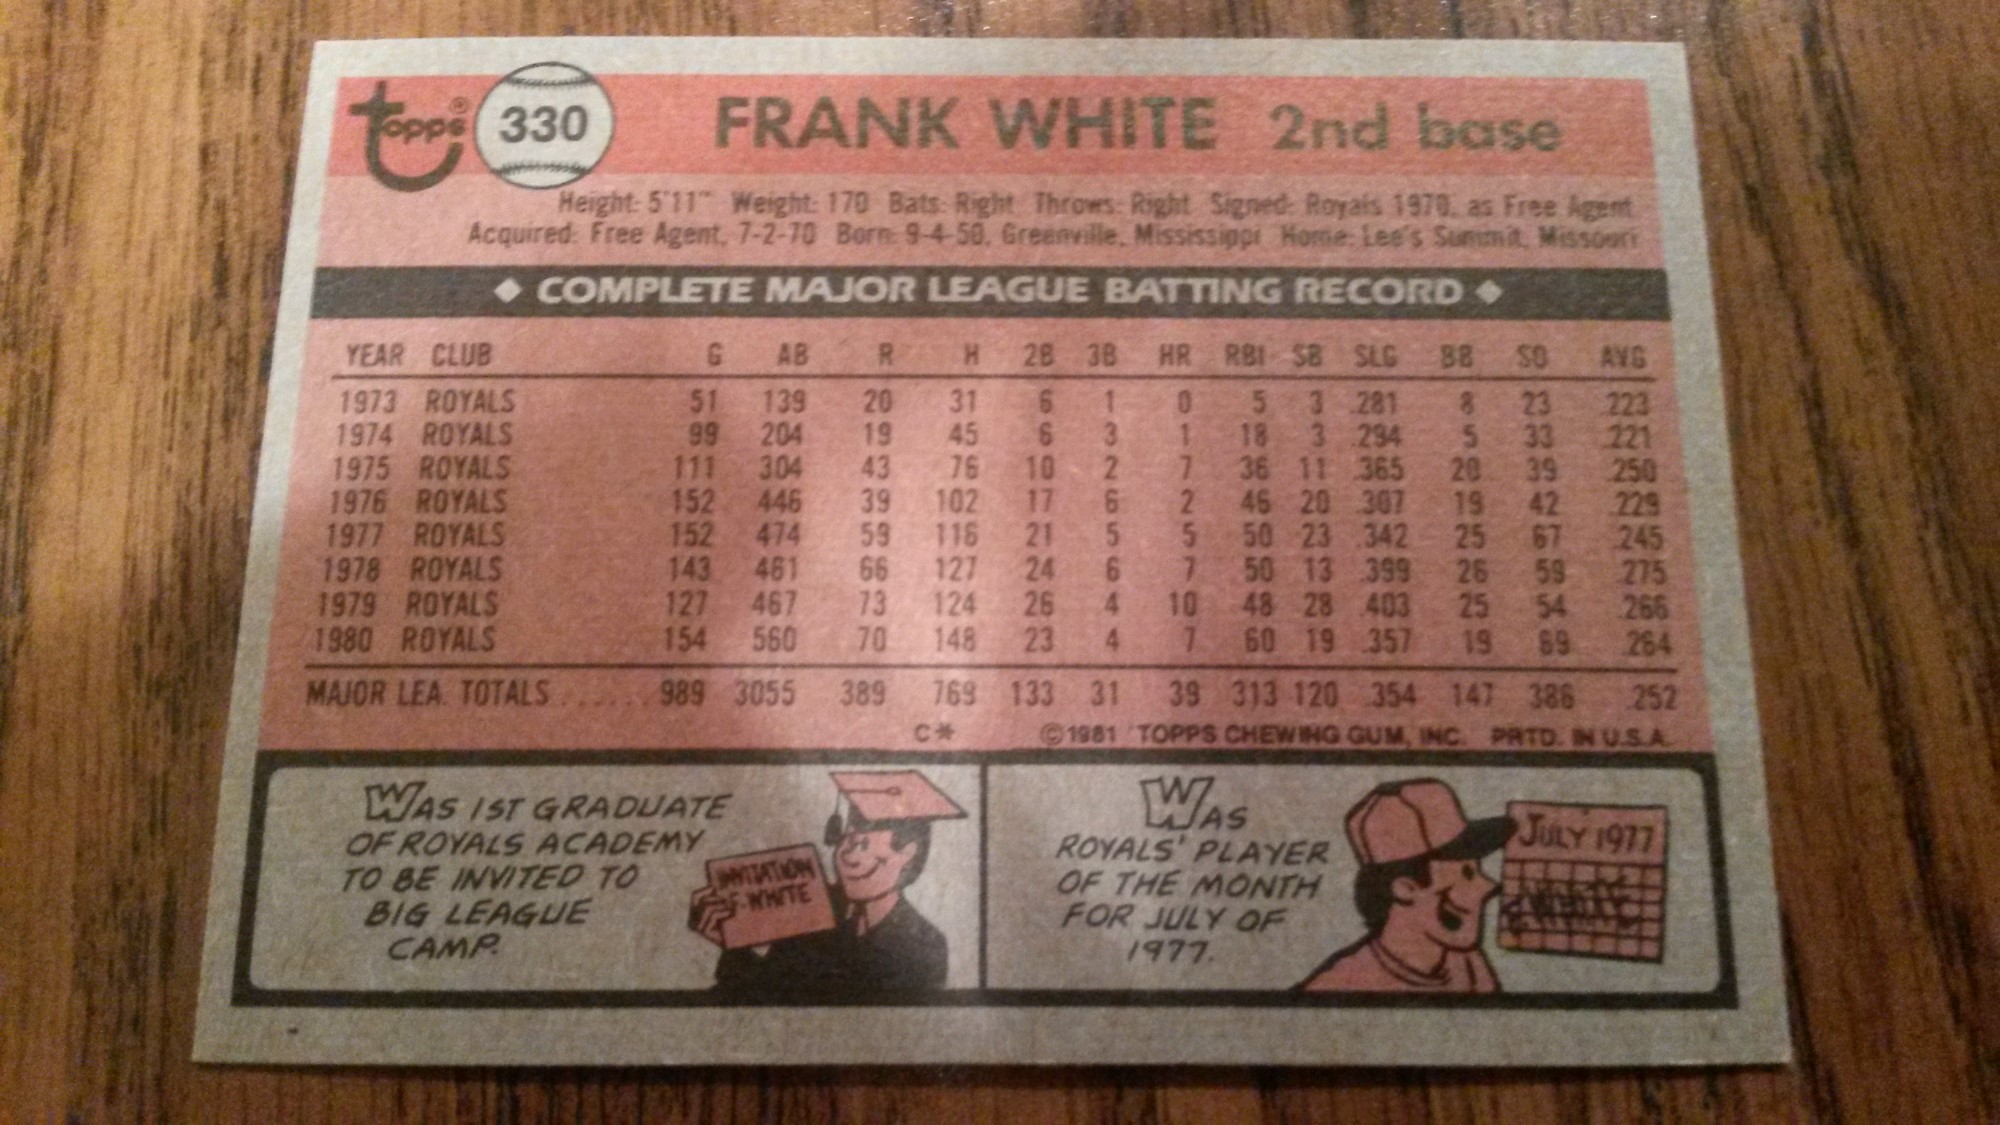 Topps® 330 FRANK WHITE 2nd base
Height: 5'11" Weight: 170 Bats: Right Throws: Right Signed: Royals 1970, as Free Agent
Acquired: Free Agent, 7-2-70 Born: 9-4-50, Greenville, Mississippi Home: Lee's Summit, Missouri
◆ COMPLETE MAJOR LEAGUE BATTING RECORD ◆
YEAR CLUB G AB R H 2B 3B HR RBI SB SLG BB SO AVG
1973 ROYALS 51 139 20 31 6 1 0 5 3 .281 8 23 .223
1974 ROYALS 99 204 19 45 6 3 1 18 3 .294 5 33 .221
1975 ROYALS 111 304 43 76 10 2 7 36 11 .365 20 39 .250
1976 ROYALS 152 446 39 102 17 6 2 46 20 .307 19 42 .229
1977 ROYALS 152 474 59 116 21 5 5 50 23 .342 25 67 .245
1978 ROYALS 143 461 66 127 24 6 7 50 13 .399 26 59 .275
1979 ROYALS 127 467 73 124 26 4 10 48 28 .403 25 54 .266
1980 ROYALS 154 560 70 148 23 4 7 60 19 .357 19 69 .264
MAJOR LEA. TOTALS ...... 989 3055 389 769 133 31 39 313 120 .354 147 386 .252
C* ©1981 TOPPS CHEWING GUM, INC. PRTD. IN U.S.A.
WAS 1ST GRADUATE
OF ROYALS ACADEMY
TO BE INVITED TO
BIG LEAGUE
CAMP.
INVITATION
F. WHITE
WAS
ROYALS' PLAYER
OF THE MONTH
FOR JULY OF
1977.
JULY 1977
WHITE